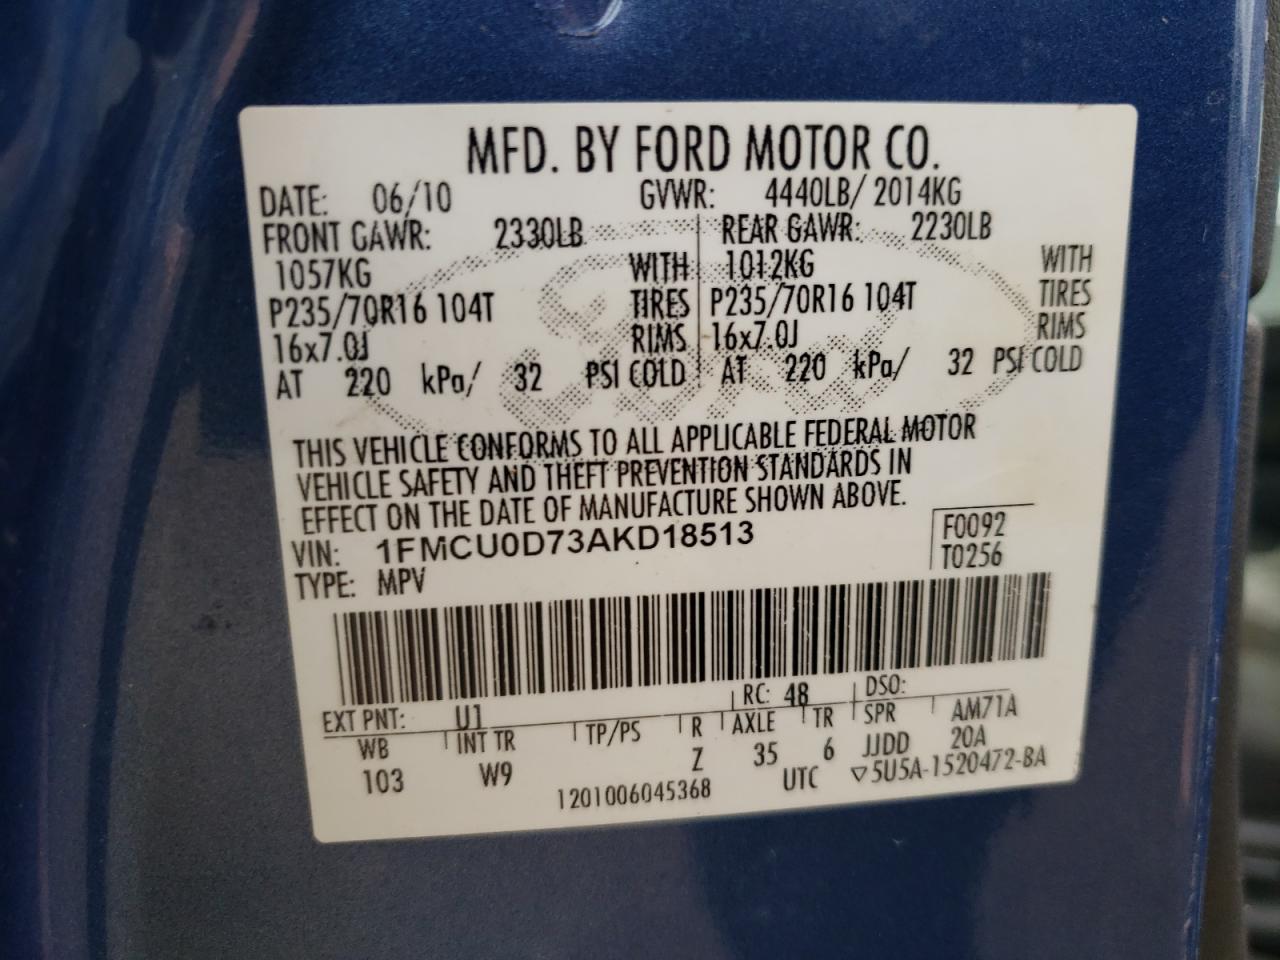 MFD. BY FORD MOTOR CO.
DATE: 06/10 GVWR: 4440LB/ 2014KG
FRONT GAWR: 2330LB REAR GAWR: 2230LB
1057KG WITH 1012KG WITH
P235/70R16 104T TIRES P235/70R16 104T TIRES
16x7.0J RIMS 16x7.0J RIMS
AT 220 kPa/ 32 PSI COLD AT 220 kPa/ 32 PSI COLD
THIS VEHICLE CONFORMS TO ALL APPLICABLE FEDERAL MOTOR
VEHICLE SAFETY AND THEFT PREVENTION STANDARDS IN
EFFECT ON THE DATE OF MANUFACTURE SHOWN ABOVE.
VIN: 1FMCU0D73AKD18513 F0092
TYPE: MPV T0256
EXT PNT: U1 RC: 48 DSO:
WB INT TR TP/PS R AXLE TR SPR AM71A
103 W9 Z 35 6 JJDD 20A
1201006045368 UTC ▽5U5A-1520472-BA